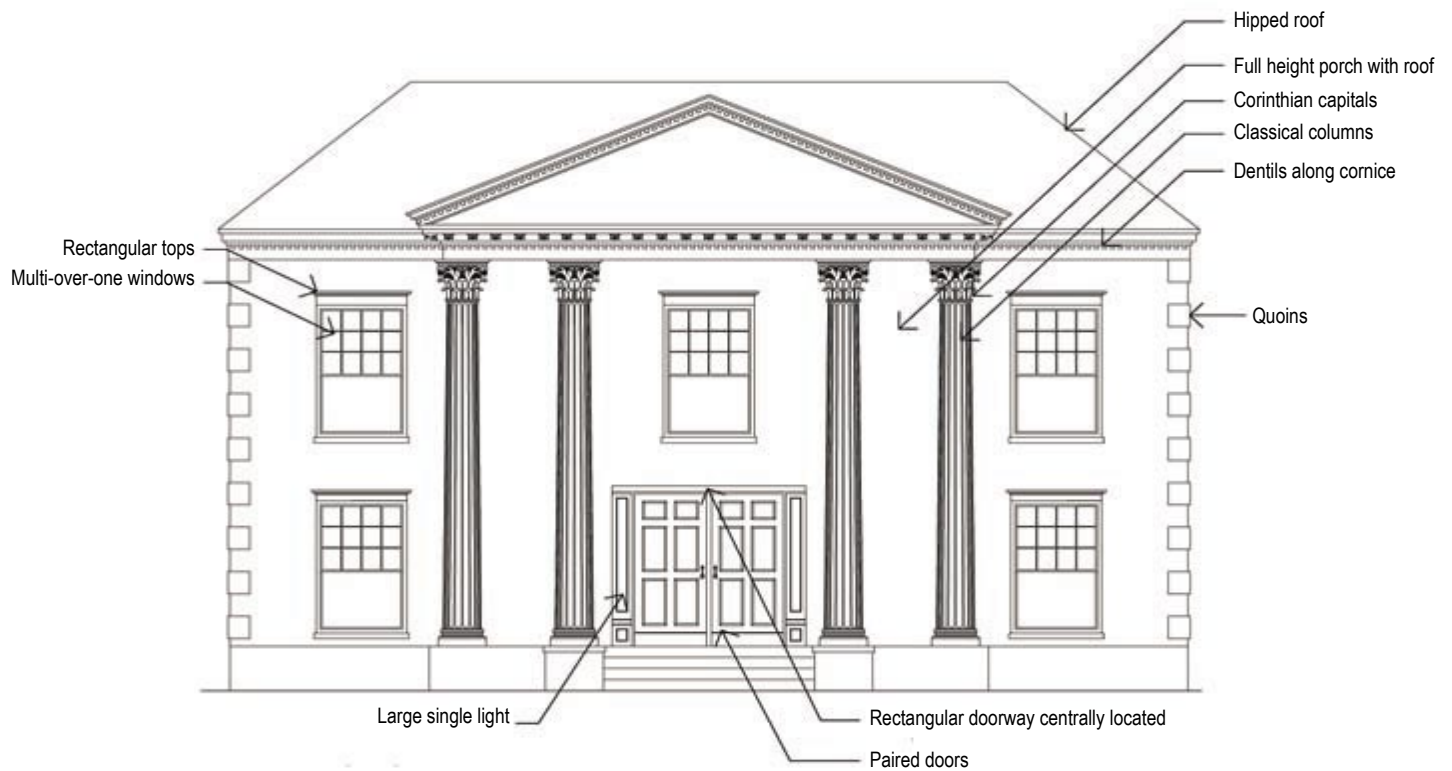 Hipped roof
Full height porch with roof
Corinthian capitals
Classical columns
Dentils along cornice
Rectangular tops
Multi-over-one windows
Quoins
Large single light
Rectangular doorway centrally located
Paired doors